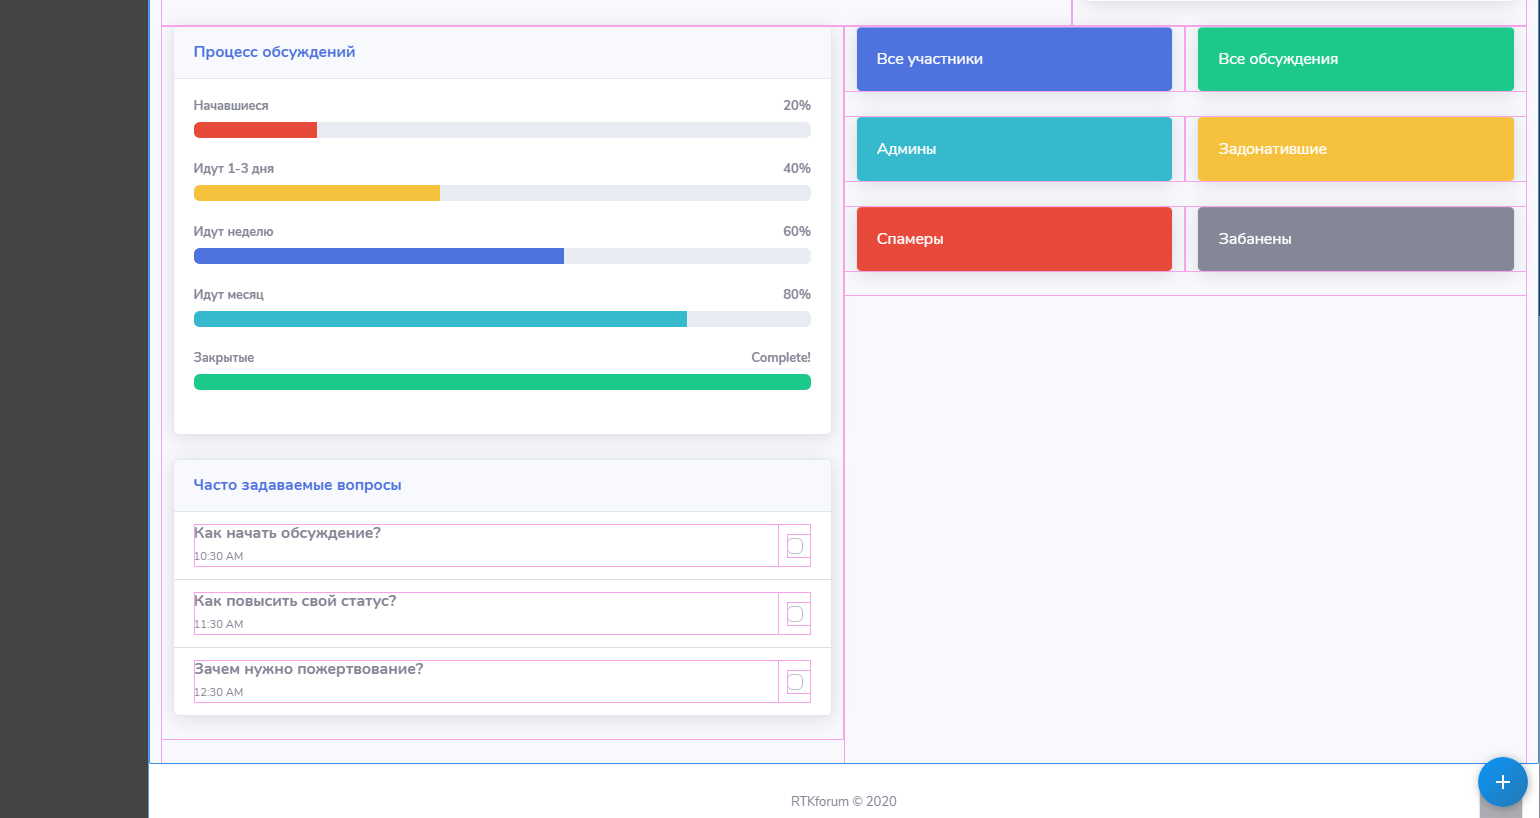 Процесс обсуждений
Начавшиеся 20%
Идут 1-3 дня 40%
Идут неделю 60%
Идут месяц 80%
Закрытые Complete!
Часто задаваемые вопросы
Как начать обсуждение?
10:30 AM
Как повысить свой статус?
11:30 AM
Зачем нужно пожертвование?
12:30 AM
Все участники
Все обсуждения
Админы
Задонатившие
Спамеры
Забанены
RTKforum © 2020